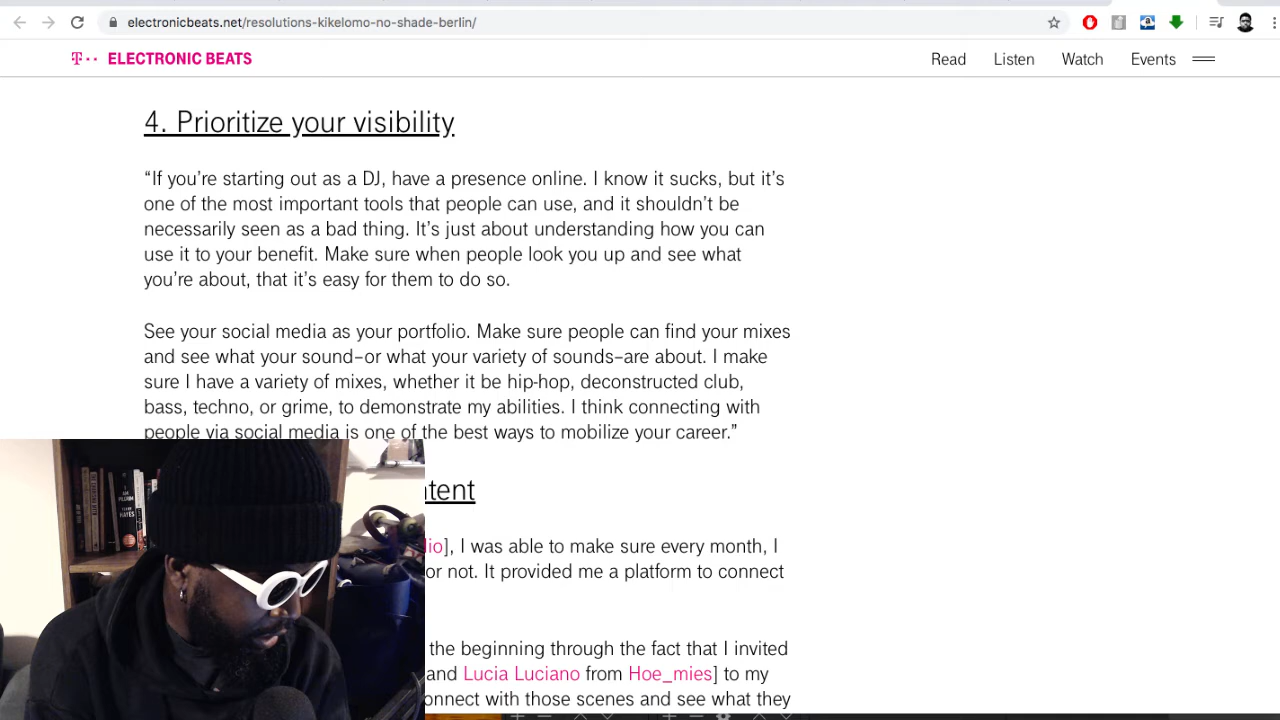 electronicbeats.net/resolutions-kikelomo-no-shade-berlin/
T·· ELECTRONIC BEATS
Read Listen Watch Events
4. Prioritize your visibility
“If you’re starting out as a DJ, have a presence online. I know it sucks, but it’s
one of the most important tools that people can use, and it shouldn’t be
necessarily seen as a bad thing. It’s just about understanding how you can
use it to your benefit. Make sure when people look you up and see what
you’re about, that it’s easy for them to do so.
See your social media as your portfolio. Make sure people can find your mixes
and see what your sound–or what your variety of sounds–are about. I make
sure I have a variety of mixes, whether it be hip-hop, deconstructed club,
bass, techno, or grime, to demonstrate my abilities. I think connecting with
people via social media is one of the best ways to mobilize your career.”
ntent
dio], I was able to make sure every month, I
or not. It provided me a platform to connect
the beginning through the fact that I invited
and Lucia Luciano from Hoe_mies] to my
onnect with those scenes and see what they
I AM
PILGRIM
HAYES